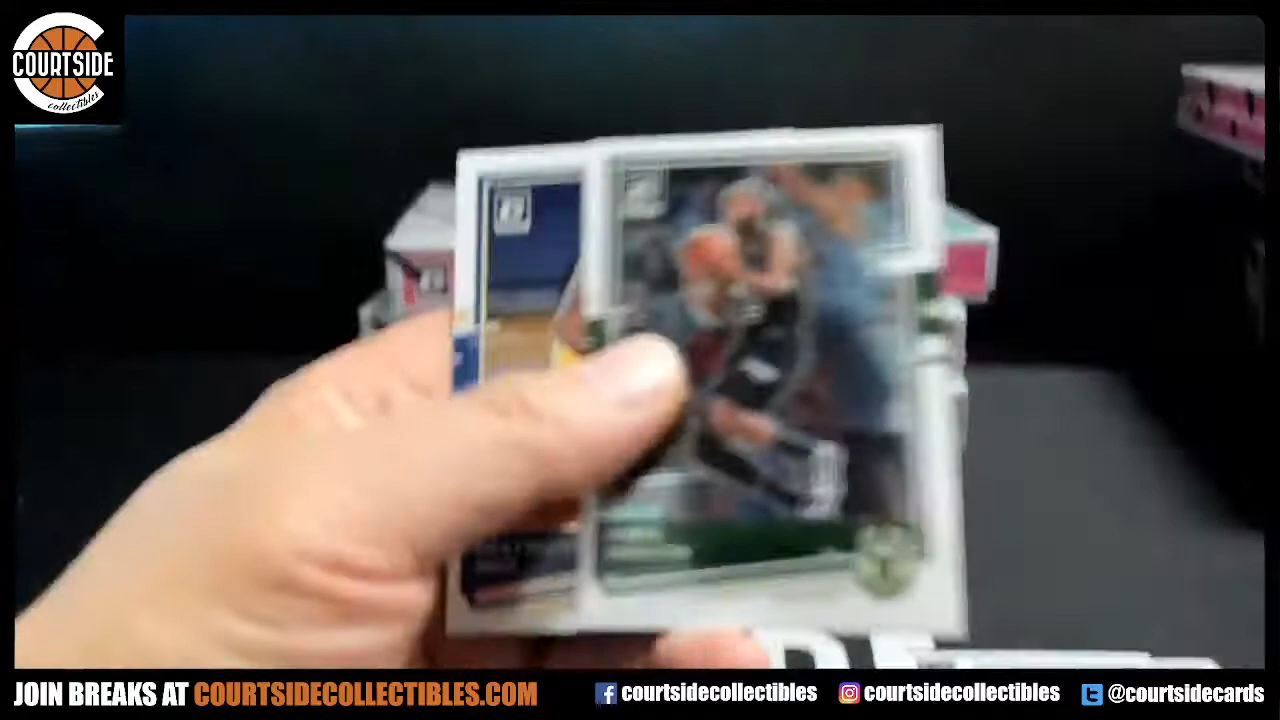 COURTSIDE
collectibles
JOIN BREAKS AT COURTSIDECOLLECTIBLES.COM
courtsidecollectibles
courtsidecollectibles
@courtsidecards